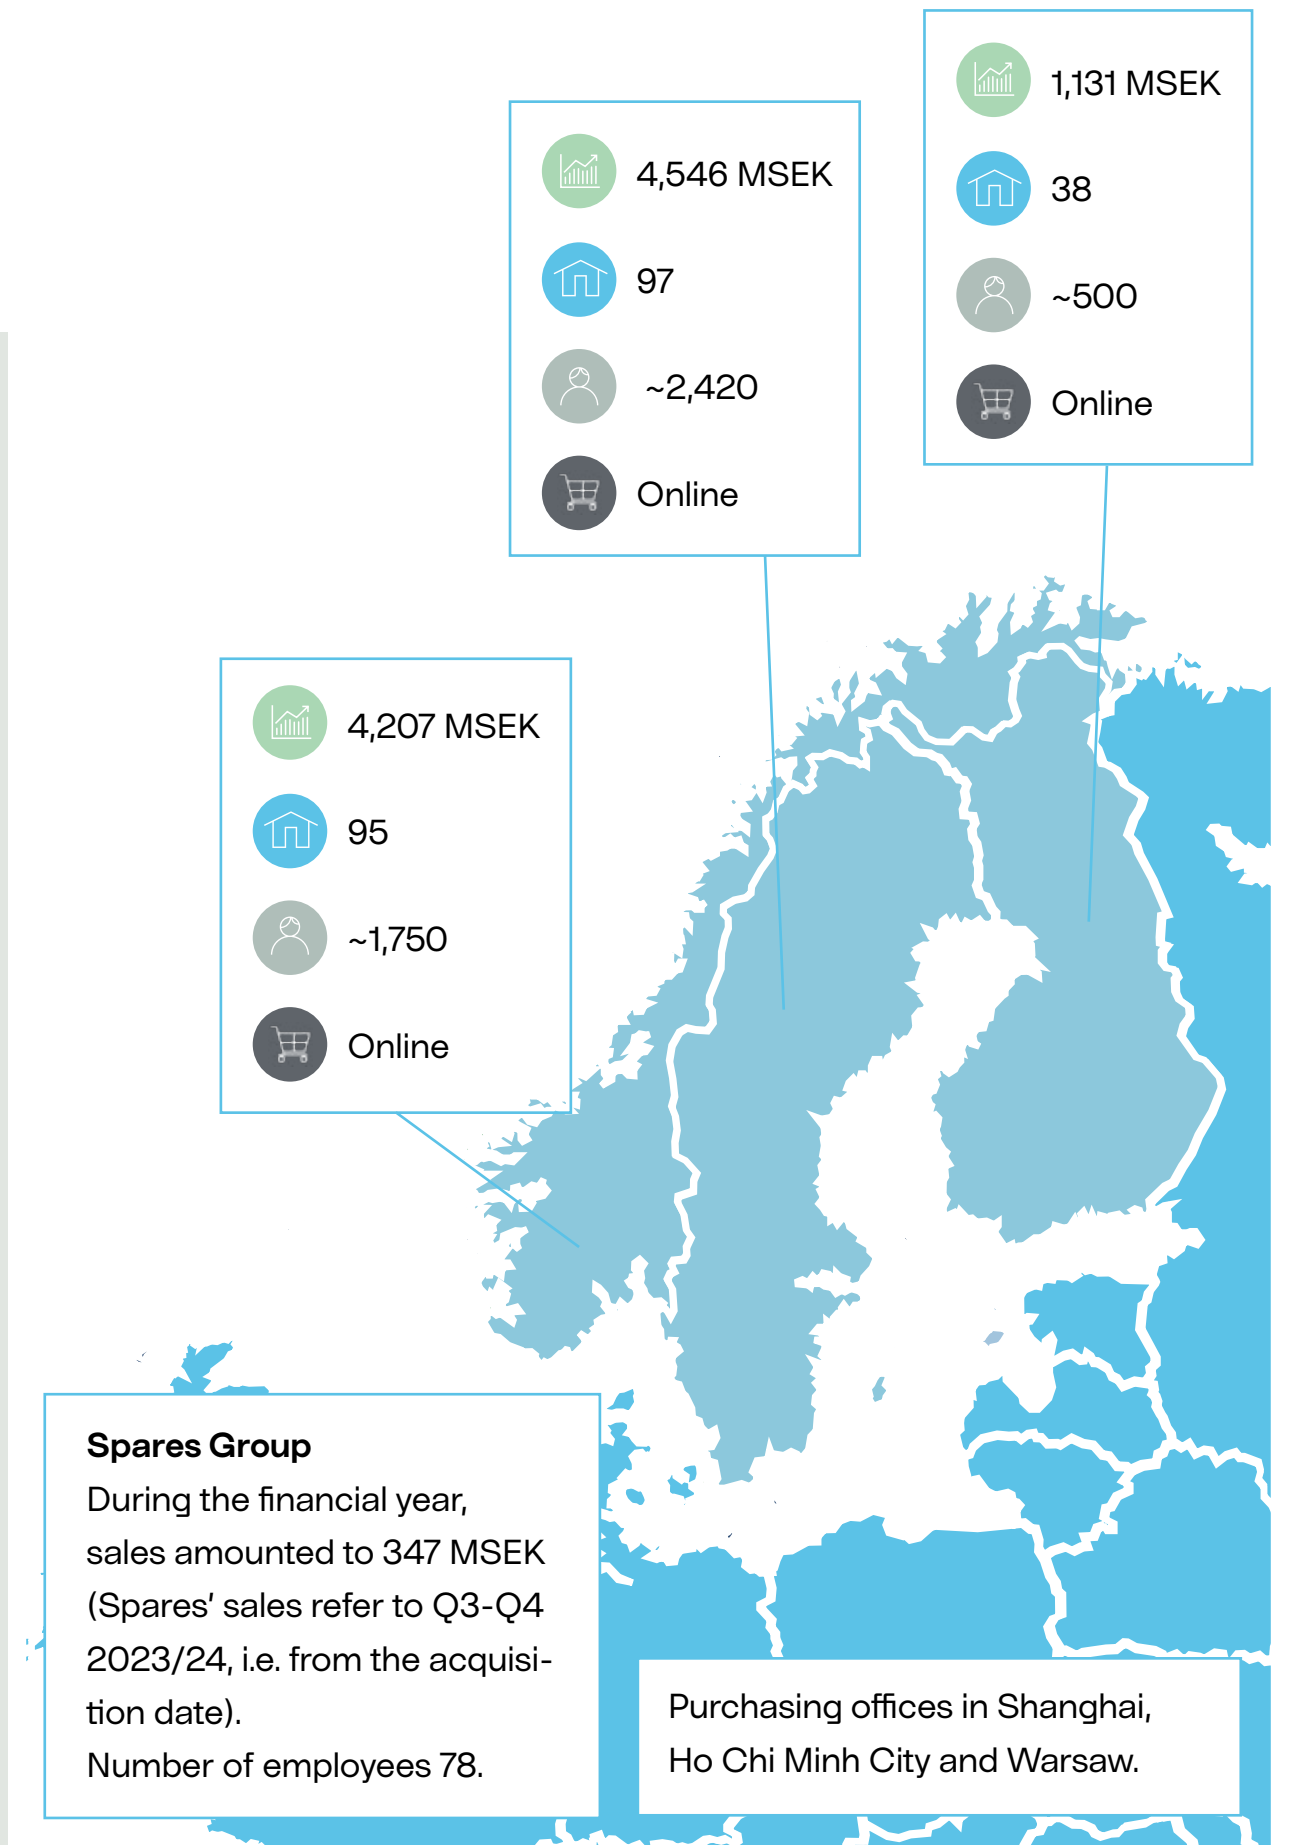 1,131 MSEK
38
~500
Online
4,546 MSEK
97
~2,420
Online
4,207 MSEK
95
~1,750
Online
Spares Group
During the financial year,
sales amounted to 347 MSEK
(Spares’ sales refer to Q3-Q4
2023/24, i.e. from the acquisi-
tion date).
Number of employees 78.
Purchasing offices in Shanghai,
Ho Chi Minh City and Warsaw.